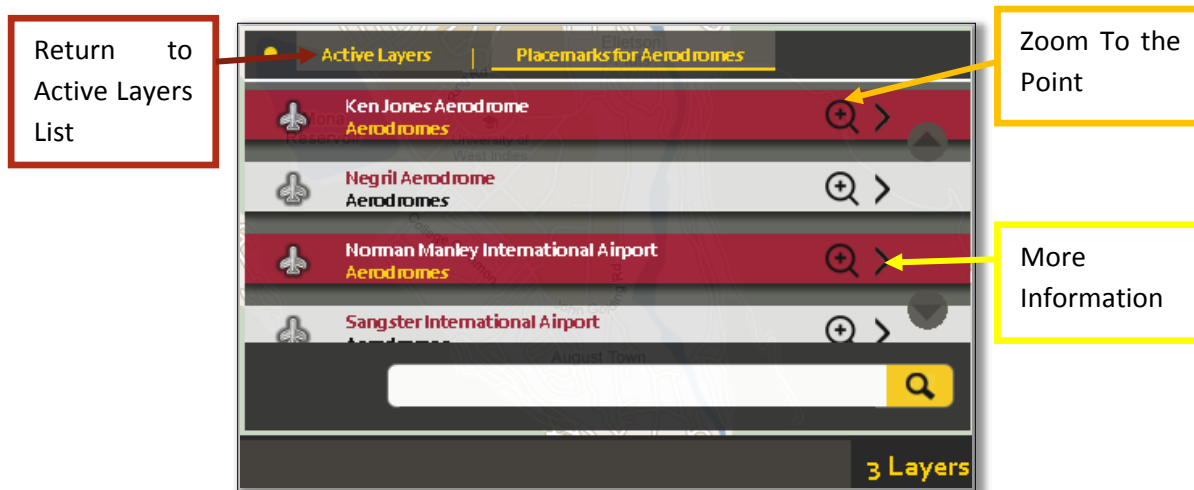 Return to
Active Layers
List
Active Layers | Placemarks for Aerodromes
Zoom To the
Point
Ken Jones Aerodrome
Aerodromes
Negril Aerodrome
Aerodromes
Norman Manley International Airport
Aerodromes
More
Information
Sangster International Airport
August Town
3 Layers